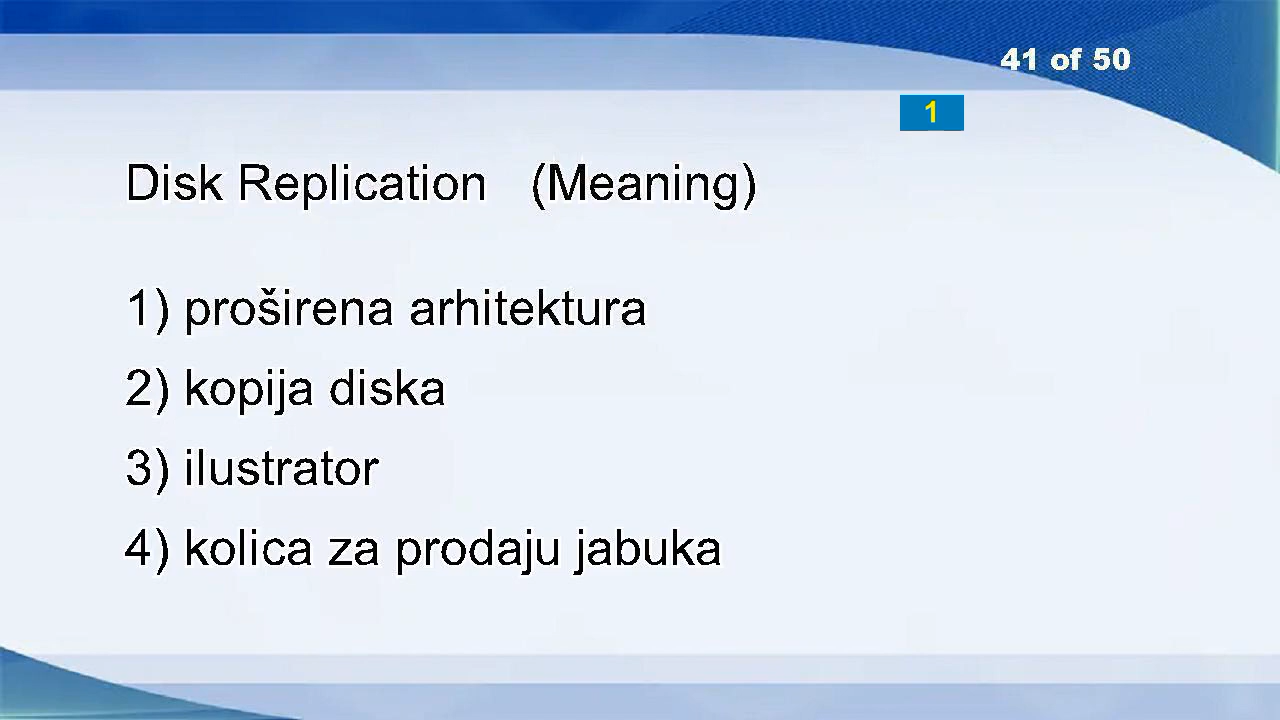 41 of 50
1
Disk Replication (Meaning)
1) proširena arhitektura
2) kopija diska
3) ilustrator
4) kolica za prodaju jabuka